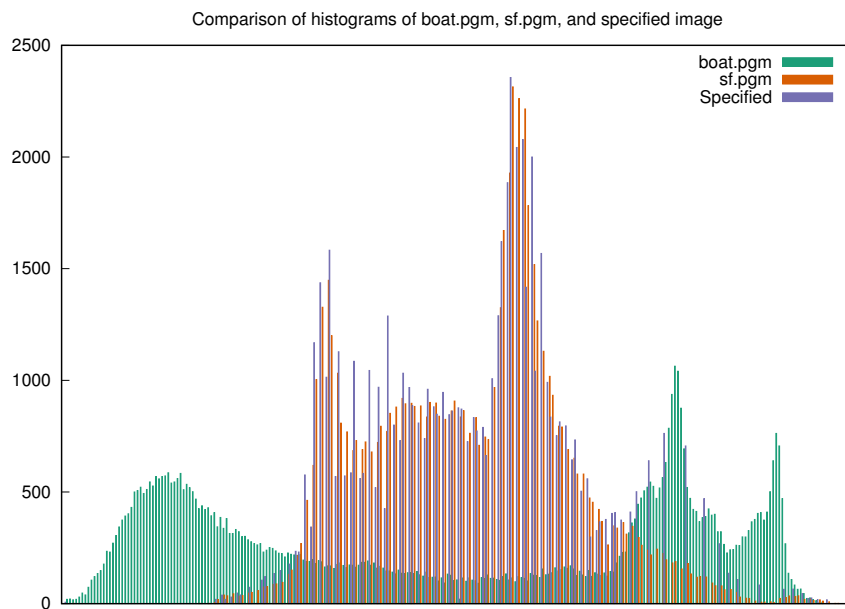 Comparison of histograms of boat.pgm, sf.pgm, and specified image
2500
boat.pgm
sf.pgm
Specified
2000
1500
1000
500
0